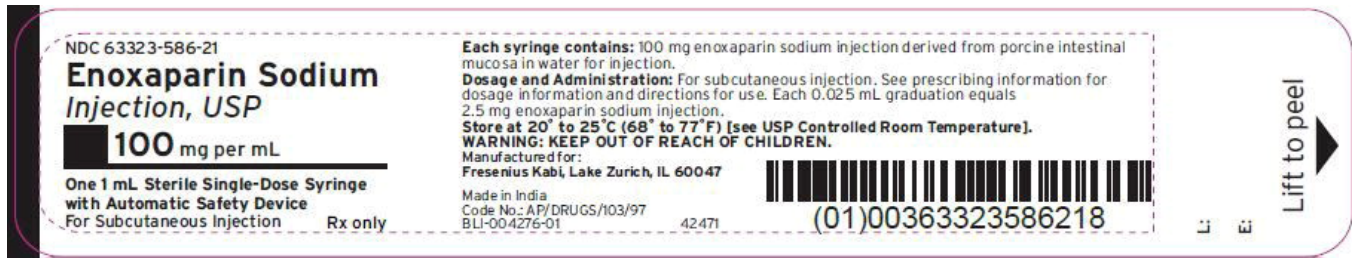 NDC 63323-586-21
Enoxaparin Sodium
Injection, USP
100 mg per mL
One 1 mL Sterile Single-Dose Syringe
with Automatic Safety Device
For Subcutaneous Injection Rx only
Each syringe contains: 100 mg enoxaparin sodium injection derived from porcine intestinal
mucosa in water for injection.
Dosage and Administration: For subcutaneous injection. See prescribing information for
dosage information and directions for use. Each 0.025 mL graduation equals
2.5 mg enoxaparin sodium injection.
Store at 20˚ to 25˚C (68˚ to 77˚F) [see USP Controlled Room Temperature].
WARNING: KEEP OUT OF REACH OF CHILDREN.
Manufactured for:
Fresenius Kabi, Lake Zurich, IL 60047
Made in India
Code No.: AP/DRUGS/103/97
BLI-004276-01 42471
(01)00363323586218
L:
E:
Lift to peel